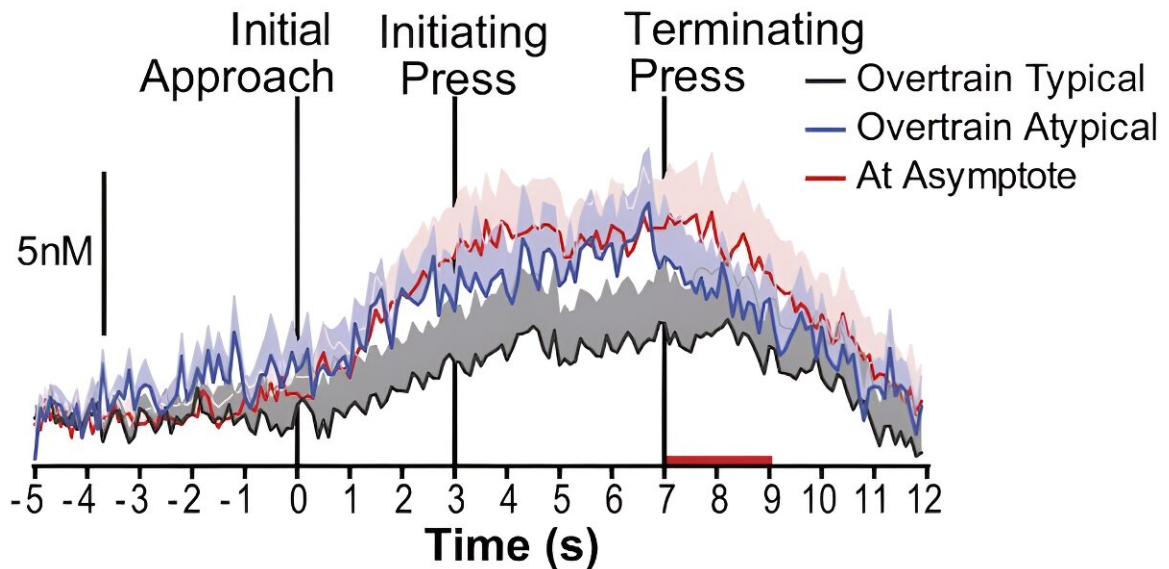 Initial
Approach
Initiating
Press
Terminating
Press
Overtrain Typical
Overtrain Atypical
At Asymptote
5nM
-5 -4 -3 -2 -1 0 1 2 3 4 5 6 7 8 9 10 11 12
Time (s)